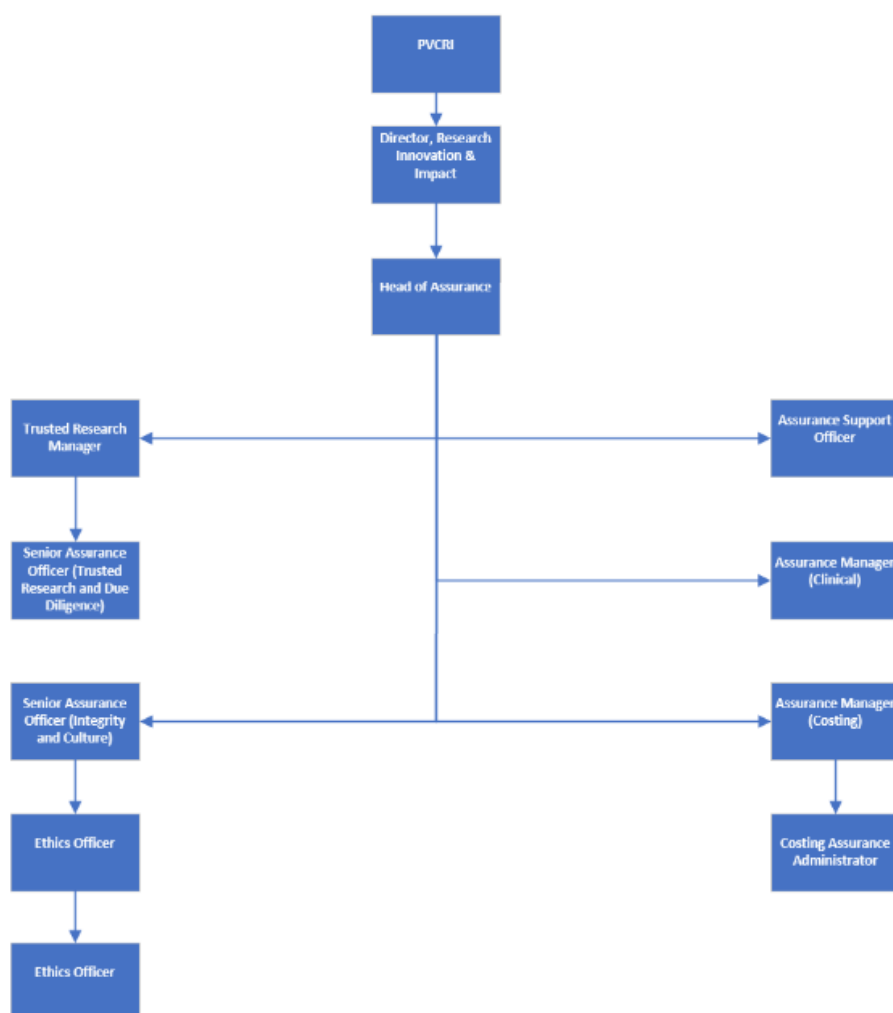 PVCRI
Director, Research
Innovation &
Impact
Head of Assurance
Trusted Research
Manager
Assurance Support
Officer
Senior Assurance
Officer (Trusted
Research and Due
Diligence)
Assurance Manager
(Clinical)
Senior Assurance
Officer (Integrity
and Culture)
Assurance Manager
(Costing)
Ethics Officer
Costing Assurance
Administrator
Ethics Officer